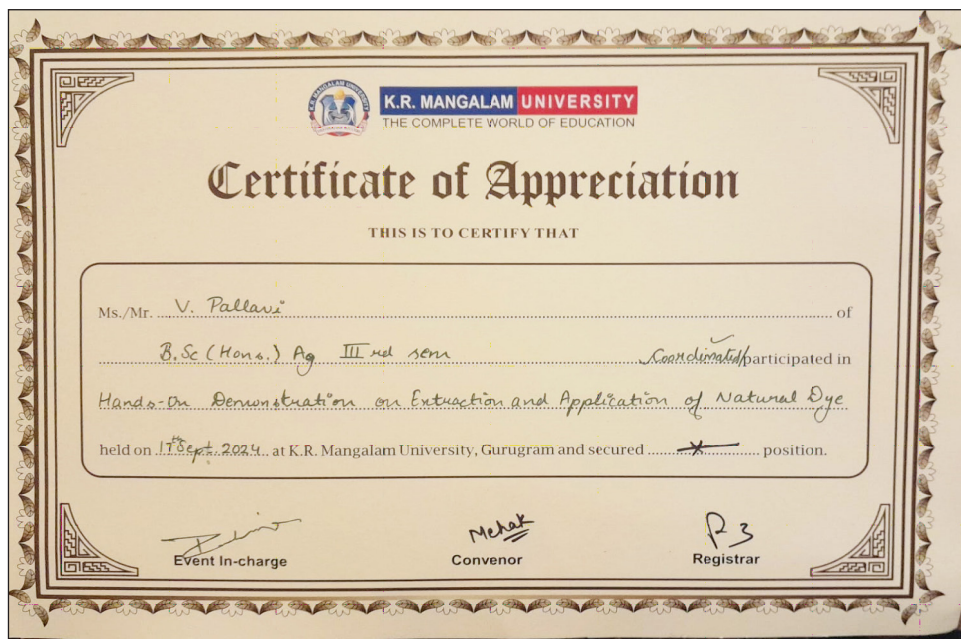 K.R. MANGALAM UNIVERSITY
THE COMPLETE WORLD OF EDUCATION
Certificate of Appreciation
THIS IS TO CERTIFY THAT
Ms./Mr. V. Pallavi of
B.Sc (Hons.) Ag III rd sem Coordinated/participated in
Hands-On Demonstration on Extraction and Application of Natural Dye
held on 17th Sept. 2024 at K.R. Mangalam University, Gurugram and secured position.
Mehak
Event In-charge Convenor Registrar